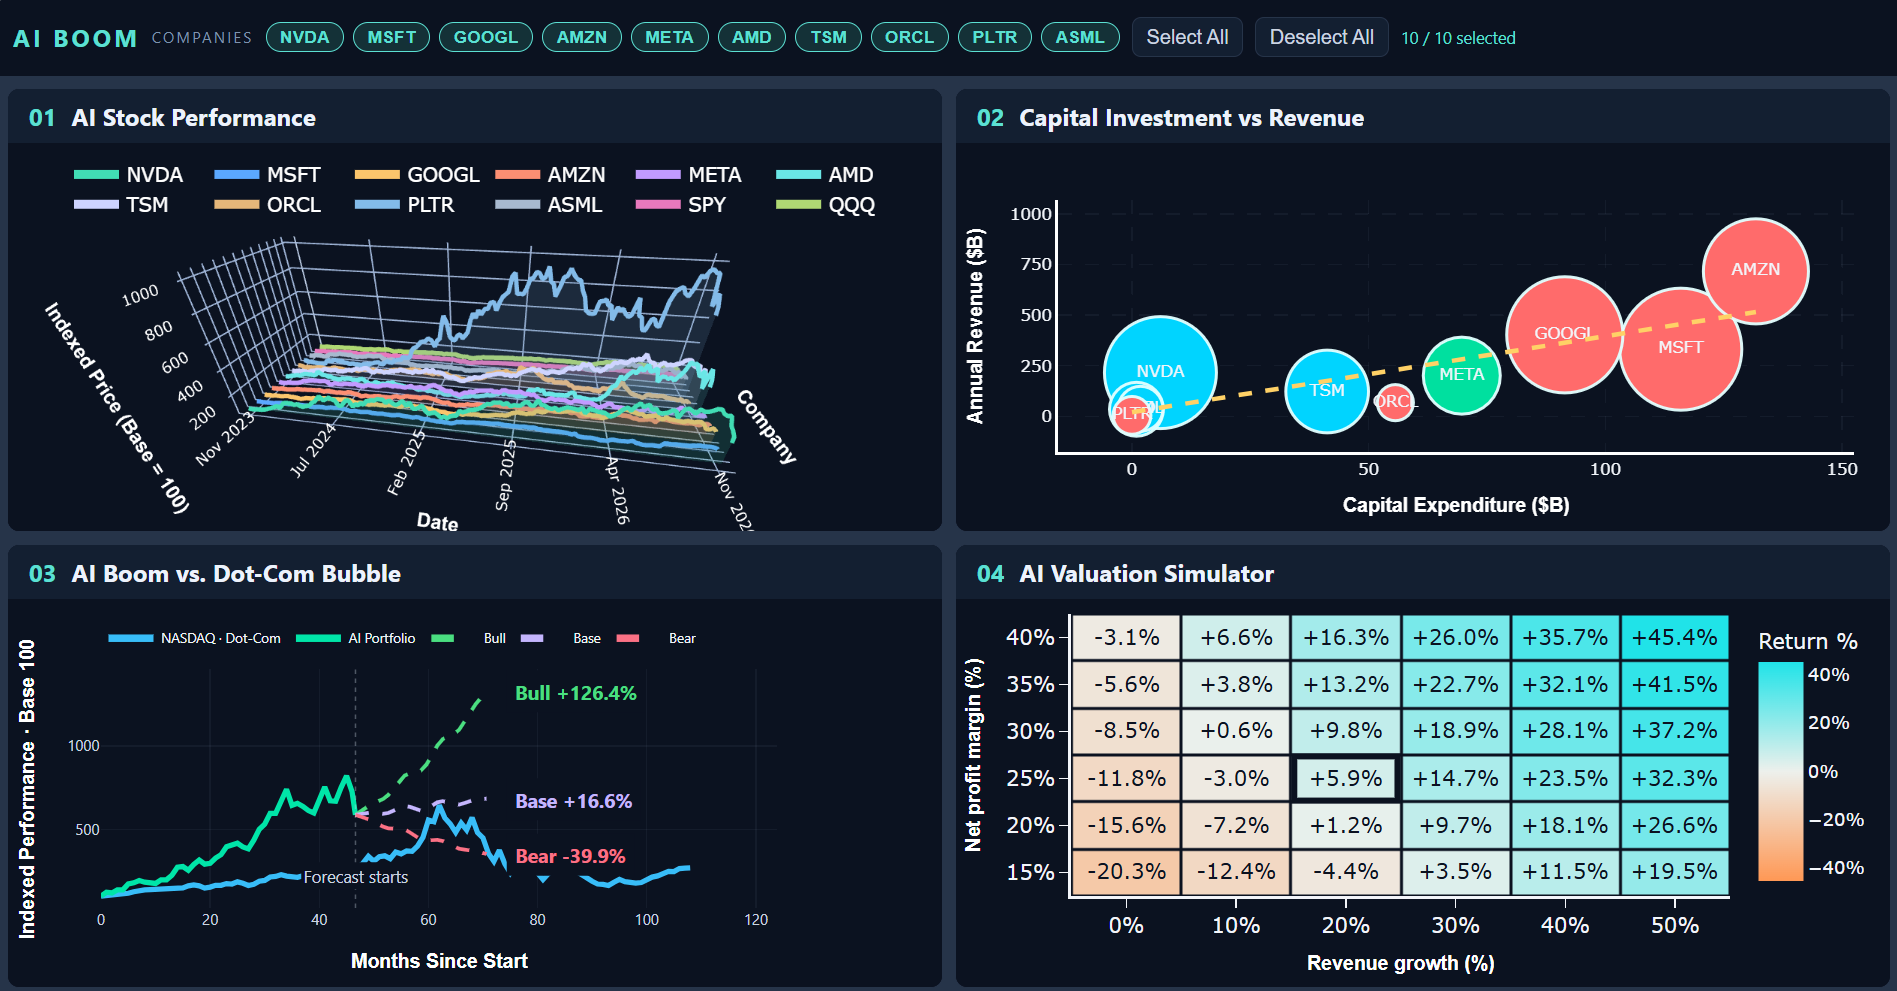 AI BOOM COMPANIES NVDA MSFT GOOGL AMZN META AMD TSM ORCL PLTR ASML Select All Deselect All 10 / 10 selected
01 AI Stock Performance
NVDA MSFT GOOGL AMZN META AMD
TSM ORCL PLTR ASML SPY QQQ
1000
800
600
400
200
Indexed Price (Base = 100)
Nov 2023
Jul 2024
Feb 2025
Sep 2025
Apr 2026
Date
Company
02 Capital Investment vs Revenue
Annual Revenue ($B)
1000
750
500
250
0
AMZN
GOOGL
MSFT
NVDA
META
TSM
ORCL
PLTR
0 50 100 150
Capital Expenditure ($B)
03 AI Boom vs. Dot-Com Bubble
NASDAQ · Dot-Com AI Portfolio Bull Base Bear
Indexed Performance · Base 100
1000
500
Bull +126.4%
Base +16.6%
Bear -39.9%
Forecast starts
0 20 40 60 80 100 120
Months Since Start
04 AI Valuation Simulator
Net profit margin (%)
40% -3.1% +6.6% +16.3% +26.0% +35.7% +45.4%
35% -5.6% +3.8% +13.2% +22.7% +32.1% +41.5%
30% -8.5% +0.6% +9.8% +18.9% +28.1% +37.2%
25% -11.8% -3.0% +5.9% +14.7% +23.5% +32.3%
20% -15.6% -7.2% +1.2% +9.7% +18.1% +26.6%
15% -20.3% -12.4% -4.4% +3.5% +11.5% +19.5%
0% 10% 20% 30% 40% 50%
Revenue growth (%)
Return %
40%
20%
0%
−20%
−40%